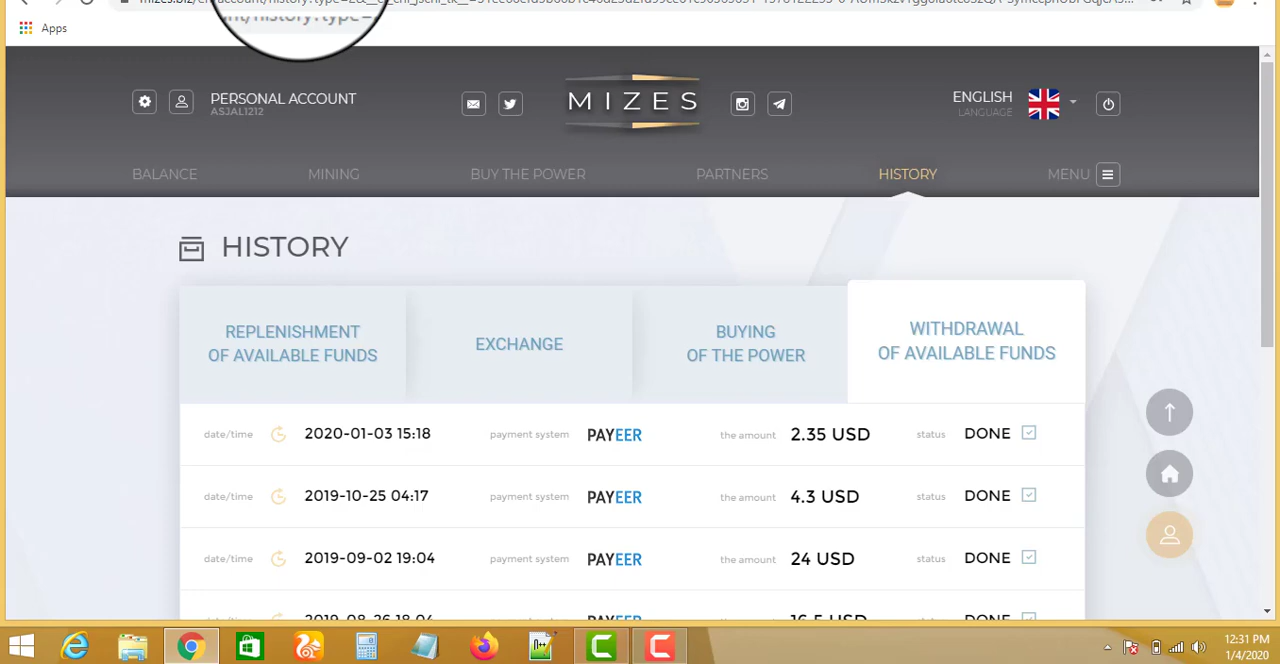 Apps
PERSONAL ACCOUNT
ASJAL1212
MIZES
ENGLISH
LANGUAGE
BALANCE MINING BUY THE POWER PARTNERS HISTORY MENU
HISTORY
REPLENISHMENT
OF AVAILABLE FUNDS
EXCHANGE
BUYING
OF THE POWER
WITHDRAWAL
OF AVAILABLE FUNDS
date/time 2020-01-03 15:18 payment system PAYEER the amount 2.35 USD status DONE
date/time 2019-10-25 04:17 payment system PAYEER the amount 4.3 USD status DONE
date/time 2019-09-02 19:04 payment system PAYEER the amount 24 USD status DONE
12:31 PM
1/4/2020